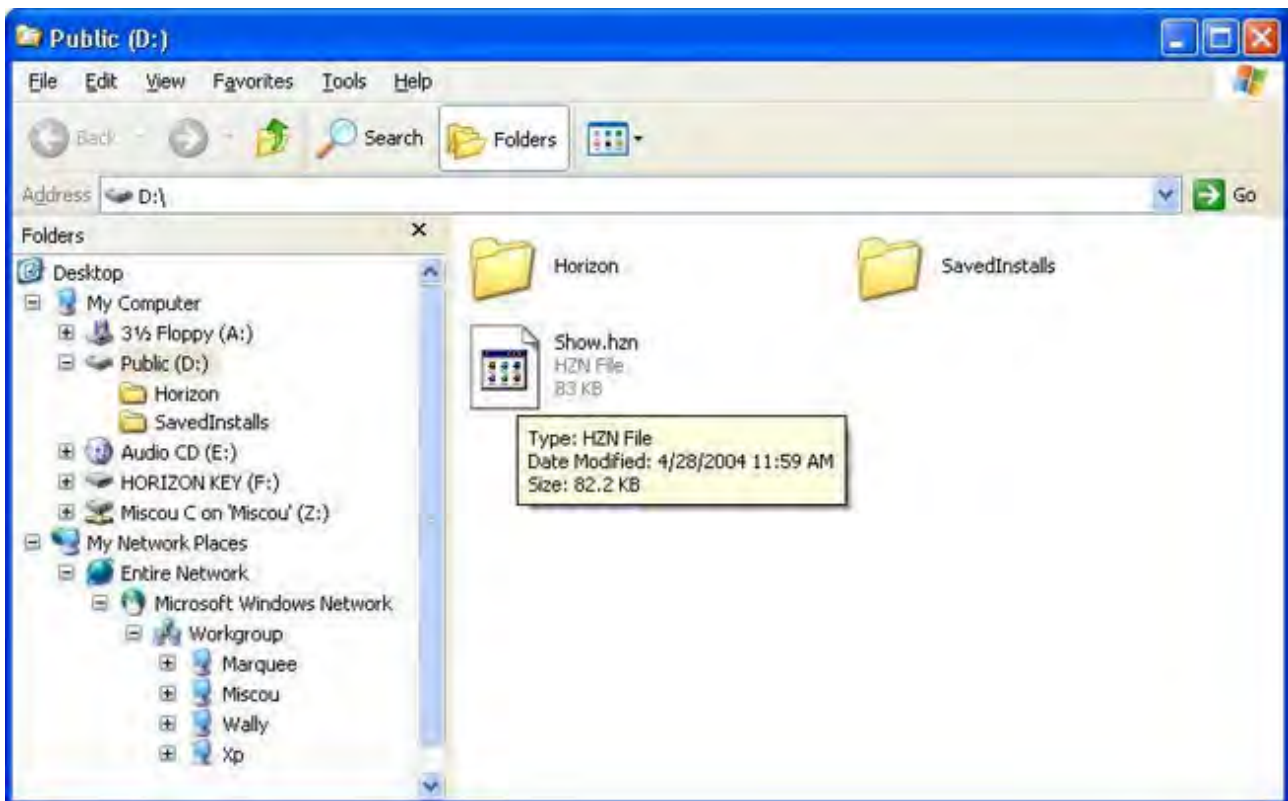 Public (D:)
File Edit View Favorites Tools Help
Back Search Folders
Address D:\ Go
Folders
Desktop
My Computer
3½ Floppy (A:)
Public (D:)
Horizon
SavedInstalls
Audio CD (E:)
HORIZON KEY (F:)
Miscou C on 'Miscou' (Z:)
My Network Places
Entire Network
Microsoft Windows Network
Workgroup
Marquee
Miscou
Wally
Xp
Horizon SavedInstalls
Show.hzn
HZN File
83 KB
Type: HZN File
Date Modified: 4/28/2004 11:59 AM
Size: 82.2 KB